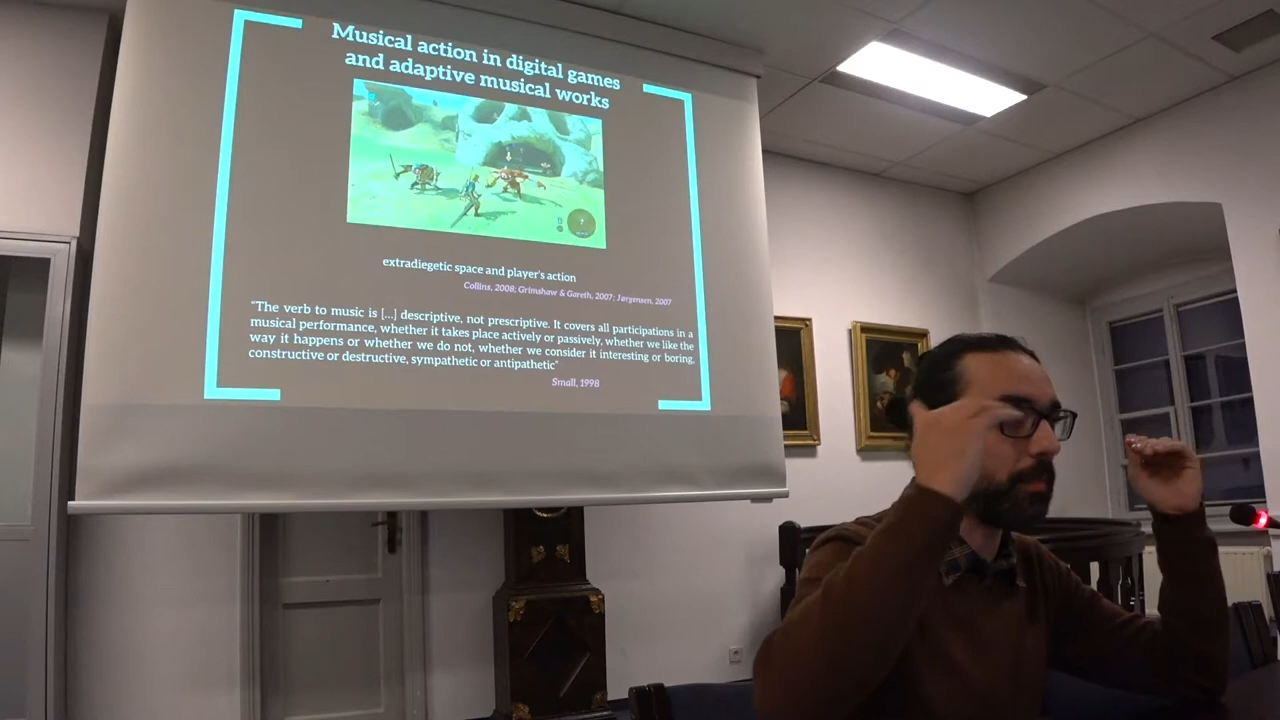 Musical action in digital games
and adaptive musical works
extradiegetic space and player's action
Collins, 2008; Grimshaw & Gareth, 2007; Jørgensen, 2007
"The verb to music is [...] descriptive, not prescriptive. It covers all participations in a
musical performance, whether it takes place actively or passively, whether we like the
way it happens or whether we do not, whether we consider it interesting or boring,
constructive or destructive, sympathetic or antipathetic"
Small, 1998